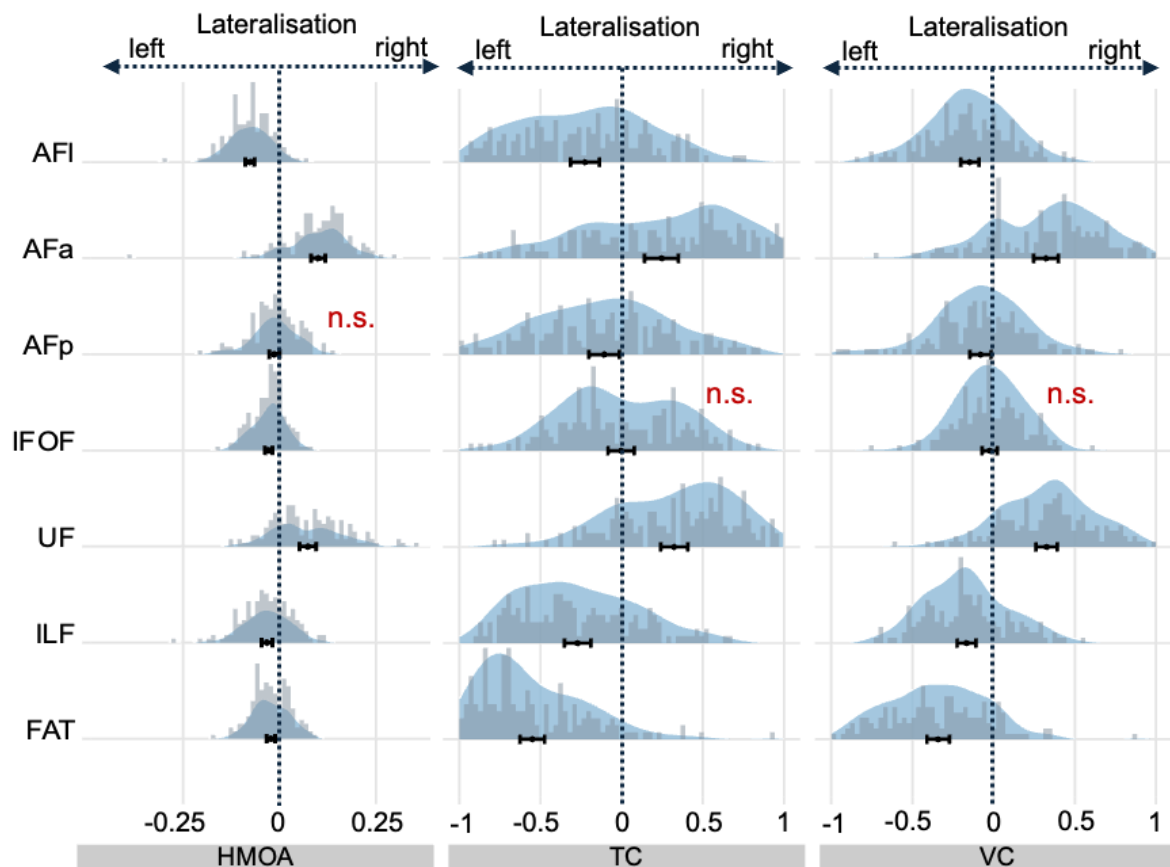 Lateralisation Lateralisation Lateralisation
left right left right left right
AFl
AFa
AFp n.s.
IFOF n.s. n.s.
UF
ILF
FAT
-0.25 0 0.25 -1 -0.5 0 0.5 1 -1 -0.5 0 0.5 1
HMOA TC VC